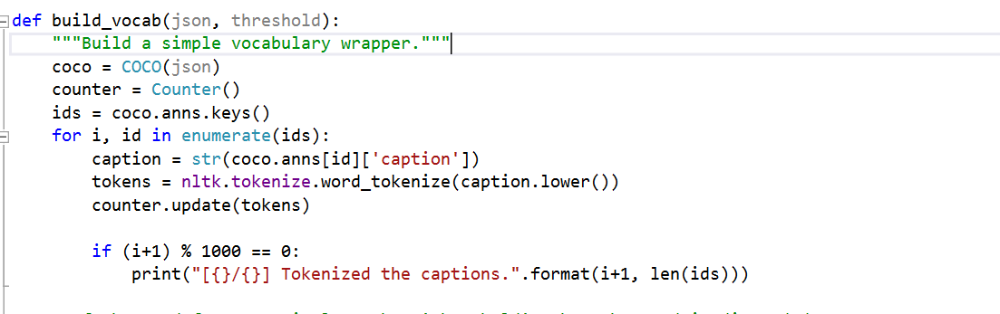 def build_vocab(json, threshold):
    """Build a simple vocabulary wrapper."""
    coco = COCO(json)
    counter = Counter()
    ids = coco.anns.keys()
    for i, id in enumerate(ids):
        caption = str(coco.anns[id]['caption'])
        tokens = nltk.tokenize.word_tokenize(caption.lower())
        counter.update(tokens)
        if (i+1) % 1000 == 0:
            print("[{}/{}] Tokenized the captions.".format(i+1, len(ids)))